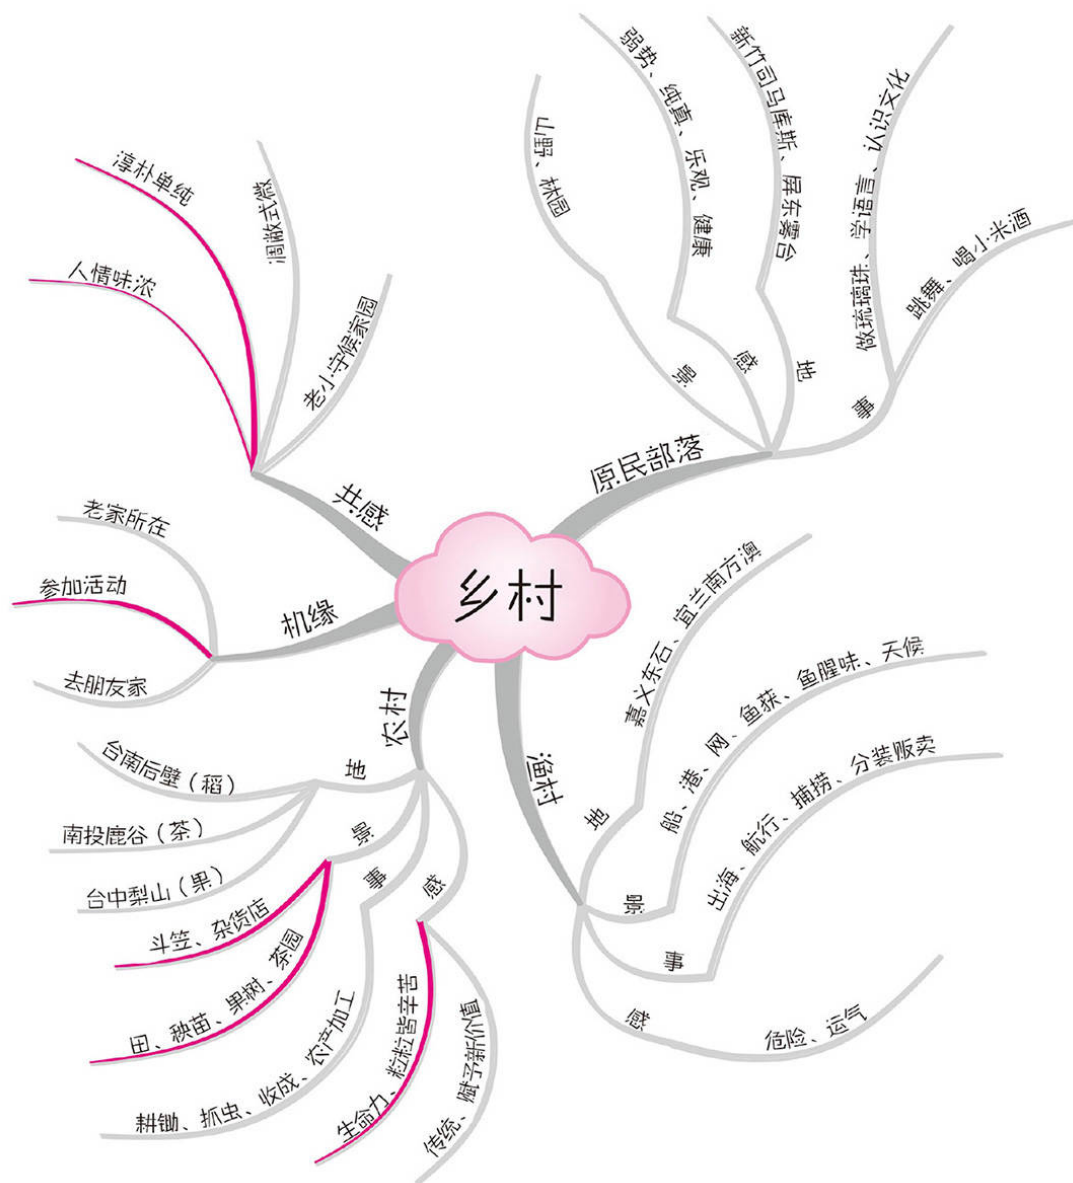 乡村
原民部落
景
山野、林园
感
弱势、纯真、乐观、健康
地
新竹司马库斯、屏东雾台
事
做琉璃珠、学语言、认识文化
跳舞、喝小米酒
渔村
地
嘉义东石、宜兰南方澳
景
船、港、网、鱼获、鱼腥味、天候
事
出海、航行、捕捞、分装贩卖
感
危险、运气
农村
地
台南后壁（稻）
南投鹿谷（茶）
台中梨山（果）
景
斗笠、杂货店
田、秧苗、果树、茶园
事
耕锄、抓虫、收成、农产加工
感
生命力、粒粒皆辛苦
传统、赋予新价值
机缘
老家所在
参加活动
去朋友家
共感
人情味浓
淳朴单纯
凋敝式微
老小守候家园